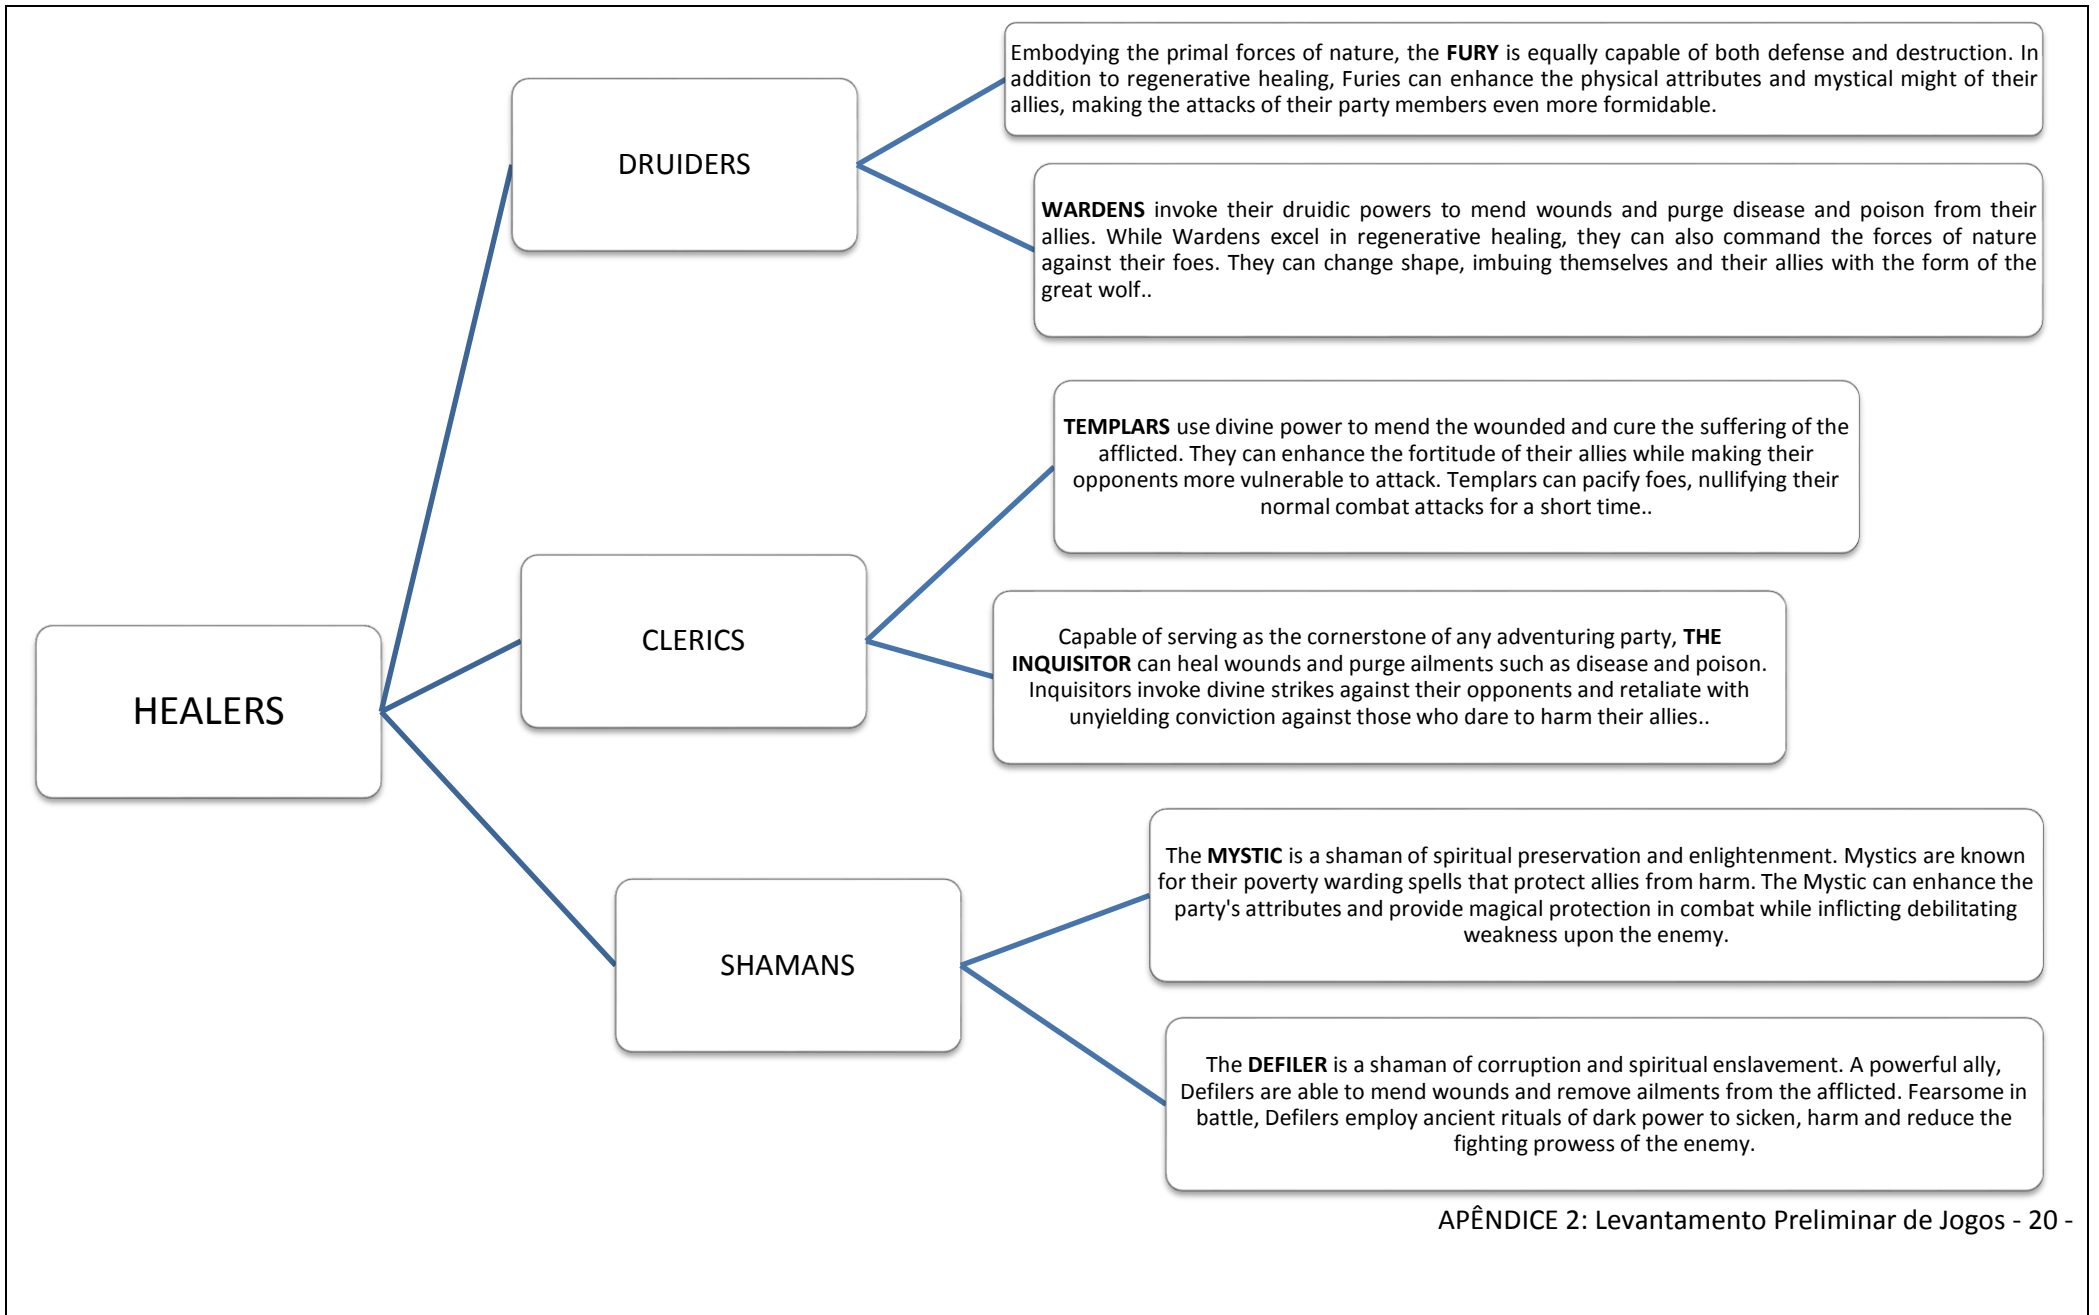 Embodying the primal forces of nature, the FURY is equally capable of both defense and destruction. In
addition to regenerative healing, Furies can enhance the physical attributes and mystical might of their
allies, making the attacks of their party members even more formidable.
DRUIDERS
WARDENS invoke their druidic powers to mend wounds and purge disease and poison from their
allies. While Wardens excel in regenerative healing, they can also command the forces of nature
against their foes. They can change shape, imbuing themselves and their allies with the form of the
great wolf..
TEMPLARS use divine power to mend the wounded and cure the suffering of the
afflicted. They can enhance the fortitude of their allies while making their
opponents more vulnerable to attack. Templars can pacify foes, nullifying their
normal combat attacks for a short time..
CLERICS
Capable of serving as the cornerstone of any adventuring party, THE
INQUISITOR can heal wounds and purge ailments such as disease and poison.
Inquisitors invoke divine strikes against their opponents and retaliate with
unyielding conviction against those who dare to harm their allies..
HEALERS
The MYSTIC is a shaman of spiritual preservation and enlightenment. Mystics are known
for their poverty warding spells that protect allies from harm. The Mystic can enhance the
party's attributes and provide magical protection in combat while inflicting debilitating
weakness upon the enemy.
SHAMANS
The DEFILER is a shaman of corruption and spiritual enslavement. A powerful ally,
Defilers are able to mend wounds and remove ailments from the afflicted. Fearsome in
battle, Defilers employ ancient rituals of dark power to sicken, harm and reduce the
fighting prowess of the enemy.
APÊNDICE 2: Levantamento Preliminar de Jogos - 20 -